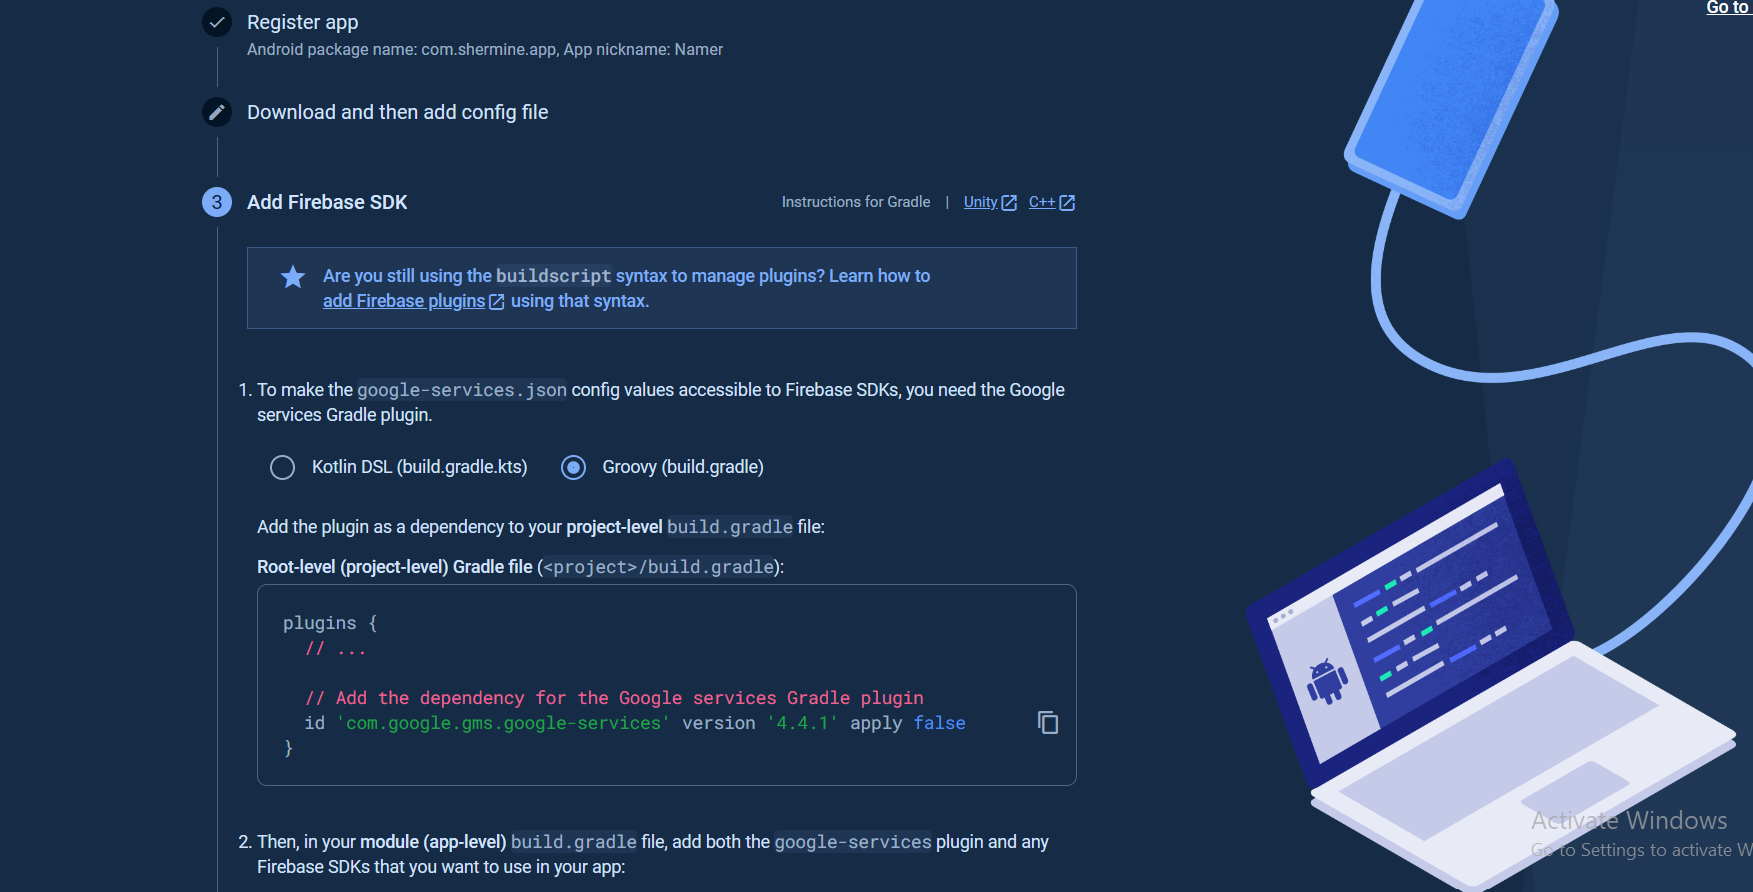 Go to
Register app
Android package name: com.shermine.app, App nickname: Namer
Download and then add config file
3
Add Firebase SDK
Instructions for Gradle | Unity C++
Are you still using the buildscript syntax to manage plugins? Learn how to
add Firebase plugins using that syntax.
1. To make the google-services.json config values accessible to Firebase SDKs, you need the Google
services Gradle plugin.
Kotlin DSL (build.gradle.kts) Groovy (build.gradle)
Add the plugin as a dependency to your project-level build.gradle file:
Root-level (project-level) Gradle file (<project>/build.gradle):
plugins {
// ...
// Add the dependency for the Google services Gradle plugin
id 'com.google.gms.google-services' version '4.4.1' apply false
}
2. Then, in your module (app-level) build.gradle file, add both the google-services plugin and any
Firebase SDKs that you want to use in your app:
Activate Windows
Go to Settings to activate W